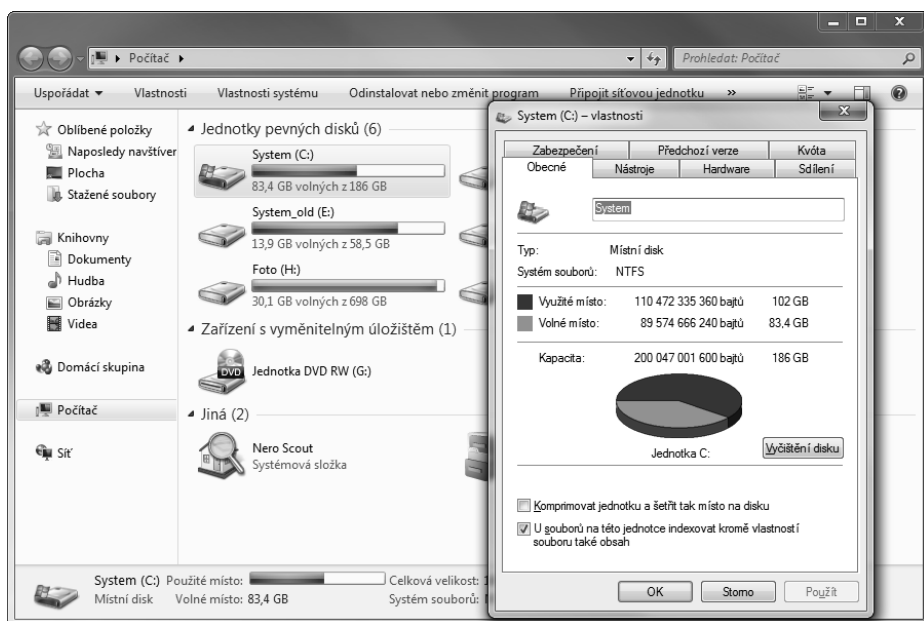 Počítač
Prohledat: Počítač
Uspořádat
Vlastnosti
Vlastnosti systému
Odinstalovat nebo změnit program
Připojit síťovou jednotku
»
Oblíbené položky
Naposledy navštíver
Plocha
Stažené soubory
Knihovny
Dokumenty
Hudba
Obrázky
Videa
Domácí skupina
Počítač
Síť
Jednotky pevných disků (6)
System (C:)
83,4 GB volných z 186 GB
System_old (E:)
13,9 GB volných z 58,5 GB
Foto (H:)
30,1 GB volných z 698 GB
Zařízení s vyměnitelným úložištěm (1)
DVD
Jednotka DVD RW (G:)
Jiná (2)
Nero Scout
Systémová složka
System (C:) Použité místo: Celková velikost:
Místní disk Volné místo: 83,4 GB Systém souborů:
System (C:) – vlastnosti
Zabezpečení Předchozí verze Kvóta
Obecné Nástroje Hardware Sdílení
System
Typ: Místní disk
Systém souborů: NTFS
Využité místo: 110 472 335 360 bajtů 102 GB
Volné místo: 89 574 666 240 bajtů 83,4 GB
Kapacita: 200 047 001 600 bajtů 186 GB
Jednotka C:
Vyčištění disku
Komprimovat jednotku a šetřit tak místo na disku
U souborů na této jednotce indexovat kromě vlastností
souboru také obsah
OK Storno Použít